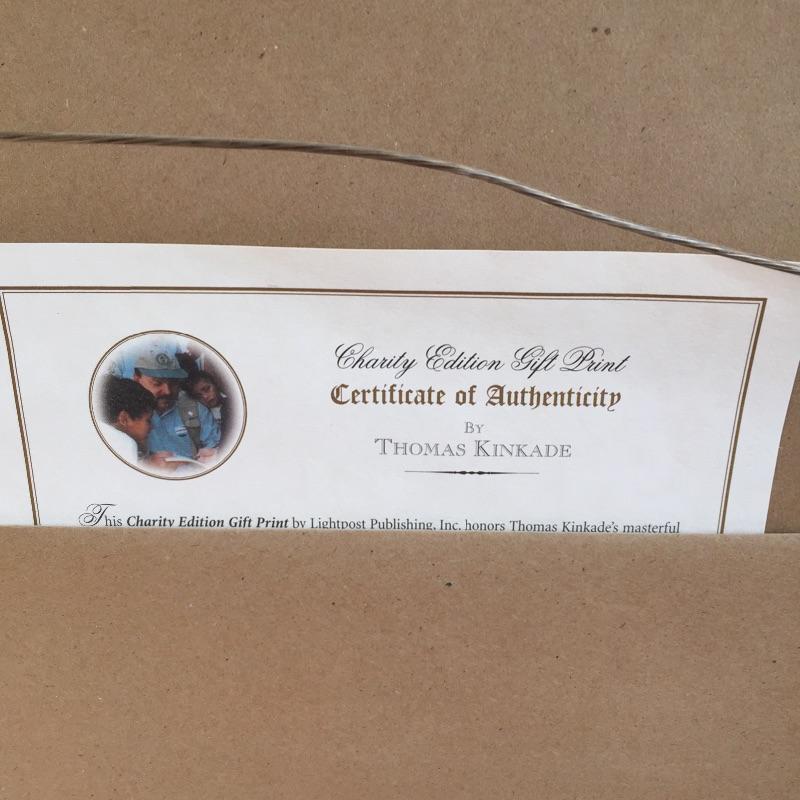 Charity Edition Gift Print
Certificate of Authenticity
By
Thomas Kinkade
This Charity Edition Gift Print by Lightpost Publishing, Inc. honors Thomas Kinkade's masterful